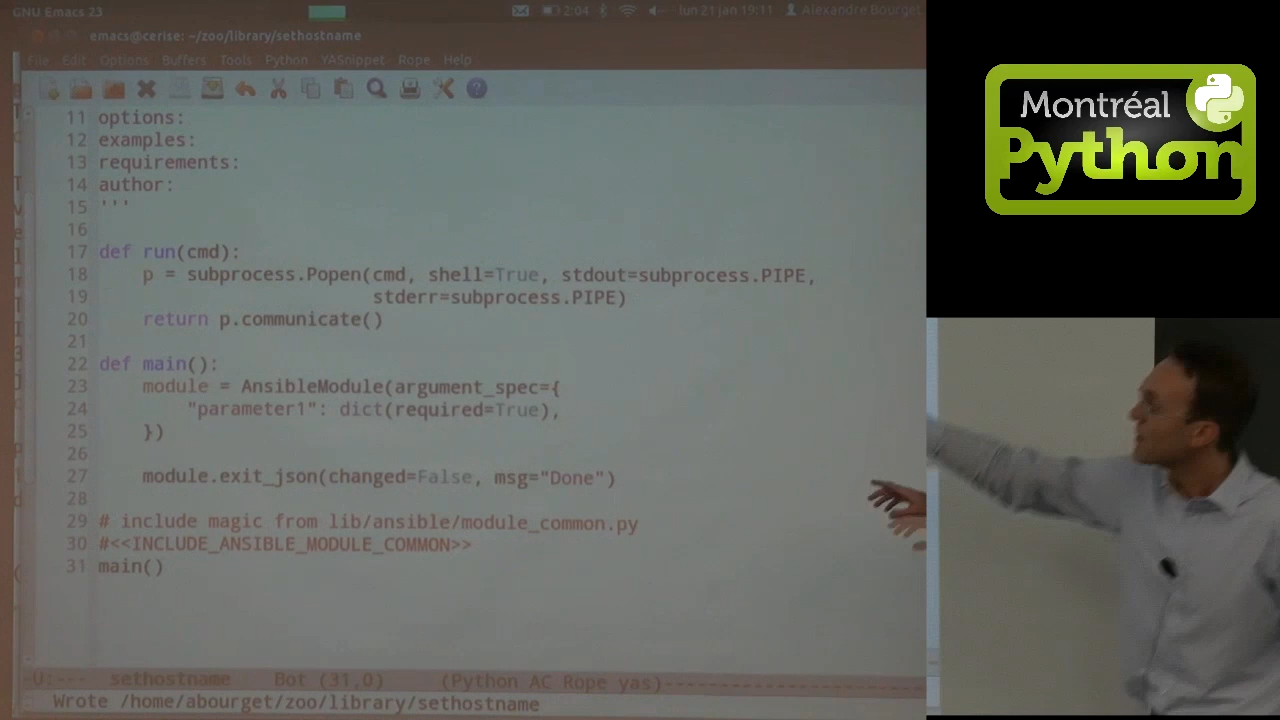 GNU Emacs 23
2:04
lun 21 jan 19:11
Alexandre Bourget
emacs@cerise: ~/zoo/library/sethostname
File Edit Options Buffers Tools Python YASnippet Rope Help
11 options:
12 examples:
13 requirements:
14 author:
15 '''
16
17 def run(cmd):
18 p = subprocess.Popen(cmd, shell=True, stdout=subprocess.PIPE,
19 stderr=subprocess.PIPE)
20 return p.communicate()
21
22 def main():
23 module = AnsibleModule(argument_spec={
24 "parameter1": dict(required=True),
25 })
26
27 module.exit_json(changed=False, msg="Done")
28
29 # include magic from lib/ansible/module_common.py
30 #<<INCLUDE_ANSIBLE_MODULE_COMMON>>
31 main()
-U:--- sethostname Bot (31,0) (Python AC Rope yas)
Wrote /home/abourget/zoo/library/sethostname
Montréal
Python